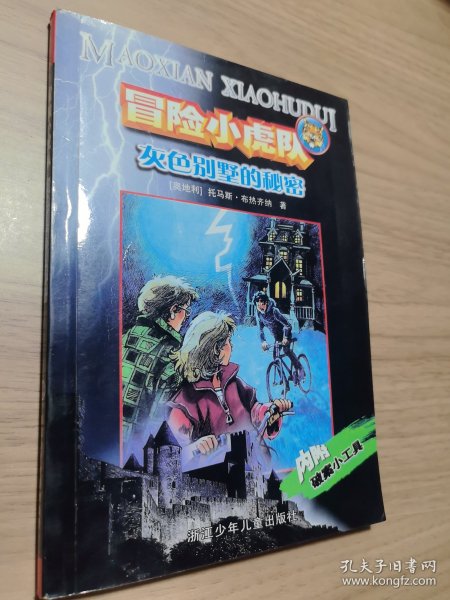 MAOXIAN XIAOHUDUI
冒险小虎队
灰色别墅的秘密
[奥地利] 托马斯·布热齐纳 著
内附
破案小工具
浙江少年儿童出版社
孔夫子旧书网
www.kongfz.com